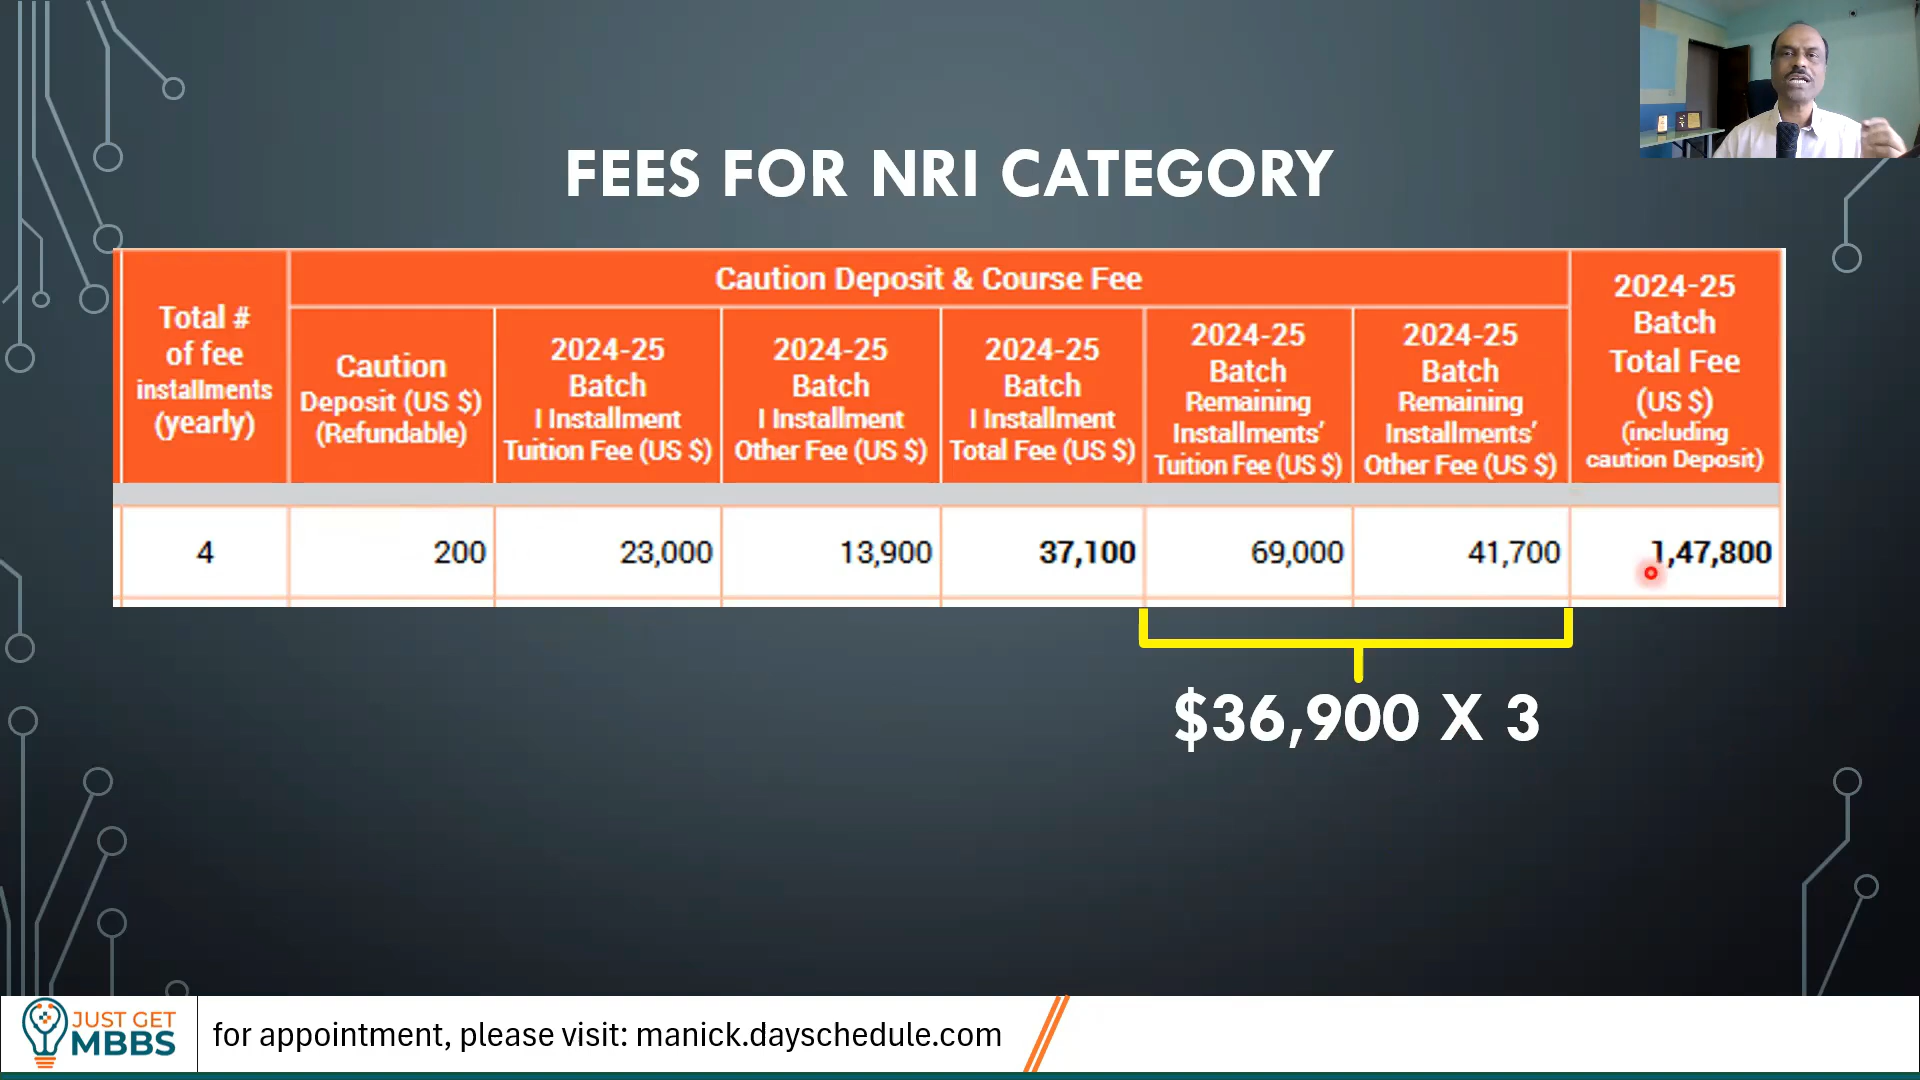 FEES FOR NRI CATEGORY
Total #
of fee
installments
(yearly)
Caution Deposit & Course Fee
Caution
Deposit (US $)
(Refundable)
2024-25
Batch
I Installment
Tuition Fee (US $)
2024-25
Batch
I Installment
Other Fee (US $)
2024-25
Batch
I Installment
Total Fee (US $)
2024-25
Batch
Remaining
Installments’
Tuition Fee (US $)
2024-25
Batch
Remaining
Installments’
Other Fee (US $)
2024-25
Batch
Total Fee
(US $)
(including
caution Deposit)
4 200 23,000 13,900 37,100 69,000 41,700 1,47,800
$36,900 X 3
JUST GET
MBBS
for appointment, please visit: manick.dayschedule.com